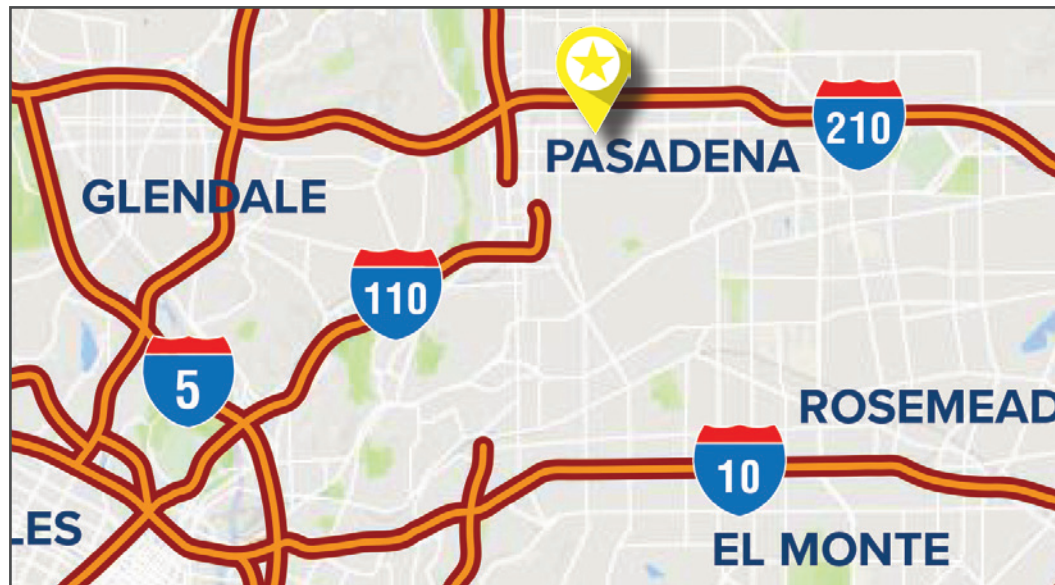 PASADENA
210
GLENDALE
110
5
ROSEMEAD
10
LES
EL MONTE